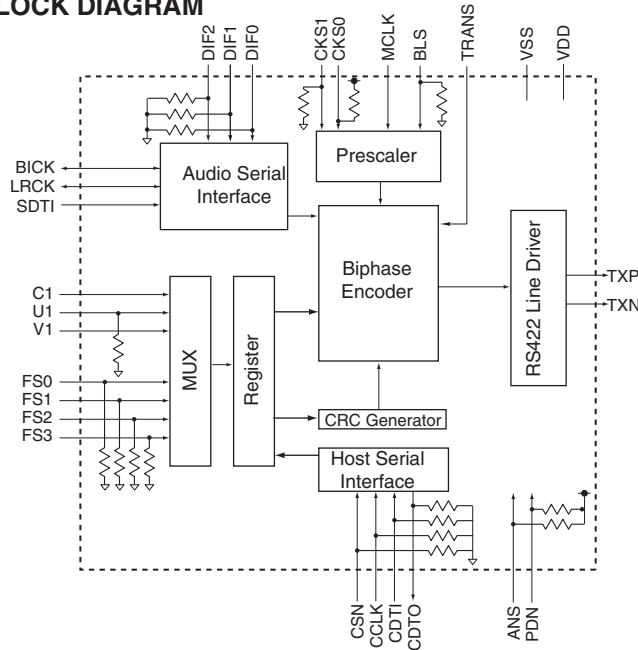 LOCK DIAGRAM
DIF2
DIF1
DIF0
CKS1
CKS0
MCLK
BLS
TRANS
VSS
VDD
BICK
LRCK
SDTI
Audio Serial
Interface
Prescaler
Biphase
Encoder
RS422 Line Driver
TXP
TXN
C1
U1
V1
FS0
FS1
FS2
FS3
MUX
Register
CRC Generator
Host Serial
Interface
CSN
CCLK
CDTI
CDTO
ANS
PDN